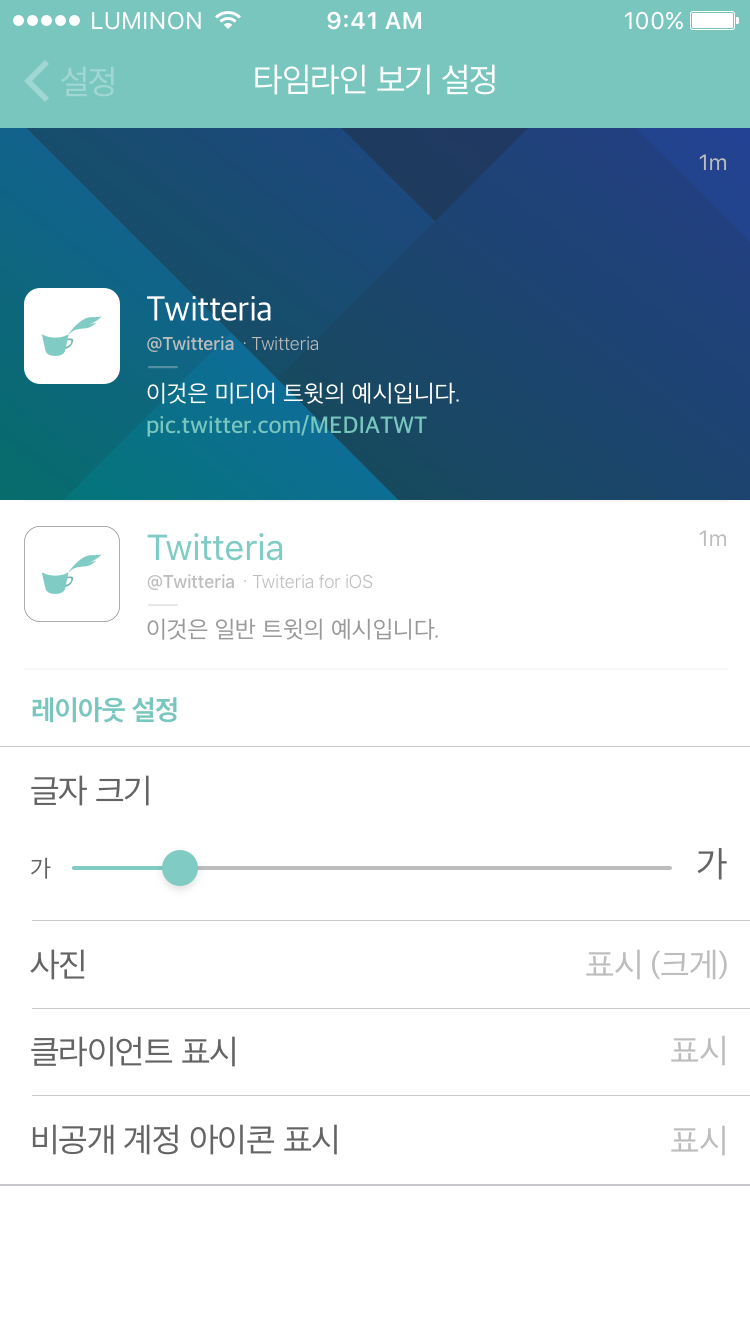 LUMINON 9:41 AM 100%
설정 타임라인 보기 설정
1m
Twitteria
@Twitteria · Twitteria
이것은 미디어 트윗의 예시입니다.
pic.twitter.com/MEDIATWT
Twitteria 1m
@Twitteria · Twiteria for iOS
이것은 일반 트윗의 예시입니다.
레이아웃 설정
글자 크기
가 가
사진 표시 (크게)
클라이언트 표시 표시
비공개 계정 아이콘 표시 표시